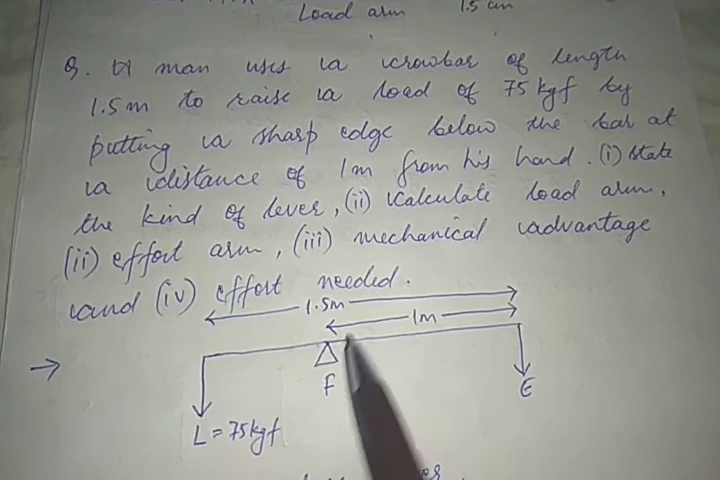 Load arm 1.5 cm
Q. A man uses a crowbar of length
1.5 m to raise a load of 75 kgf by
putting a sharp edge below the bar at
a distance of 1m from his hand. (i) state
the kind of lever, (ii) calculate load arm,
(ii) effort arm, (iii) mechanical advantage
and (iv) effort needed.
1.5m
1m
F
E
L = 75kgf